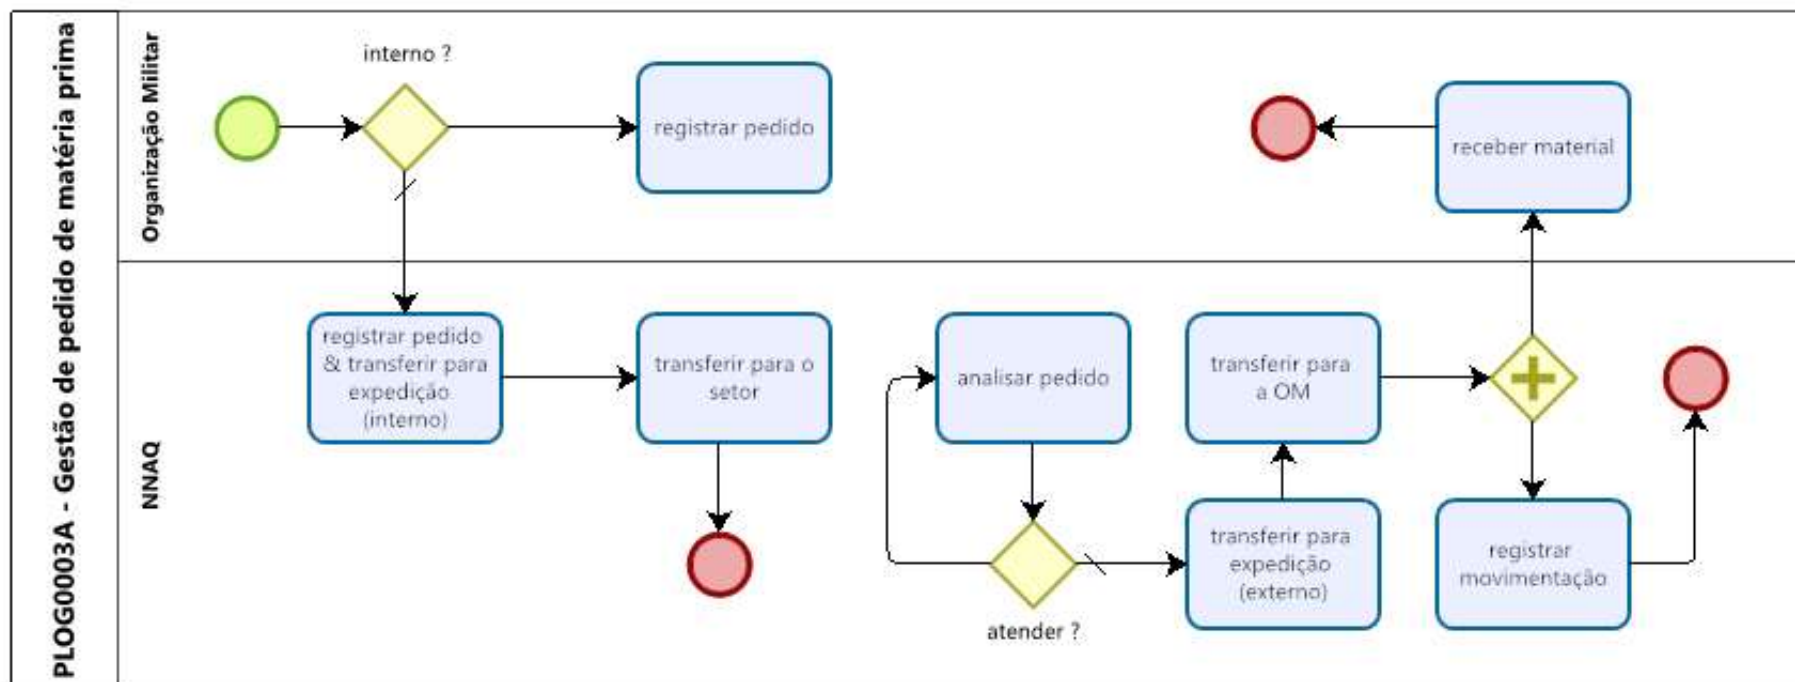 PLOG0003A - Gestão de pedido de matéria prima
Organização Militar
interno ?
registrar pedido
receber material
NNAQ
registrar pedido
& transferir para
expedição
(interno)
transferir para o
setor
analisar pedido
transferir para
a OM
atender ?
transferir para
expedição
(externo)
registrar
movimentação